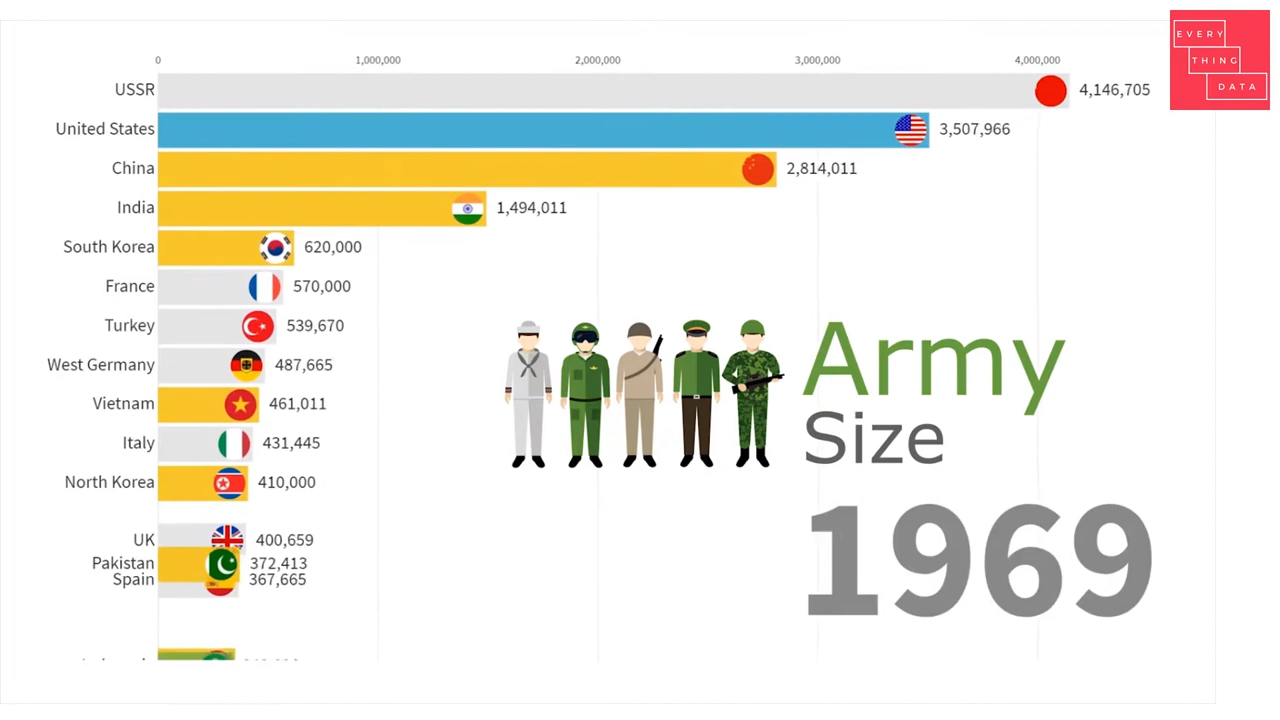 EVERY
THING
DATA
0 1,000,000 2,000,000 3,000,000 4,000,000
USSR 4,146,705
United States 3,507,966
China 2,814,011
India 1,494,011
South Korea 620,000
France 570,000
Turkey 539,670
West Germany 487,665
Vietnam 461,011
Italy 431,445
North Korea 410,000
UK 400,659
Pakistan 372,413
Spain 367,665
Army
Size
1969